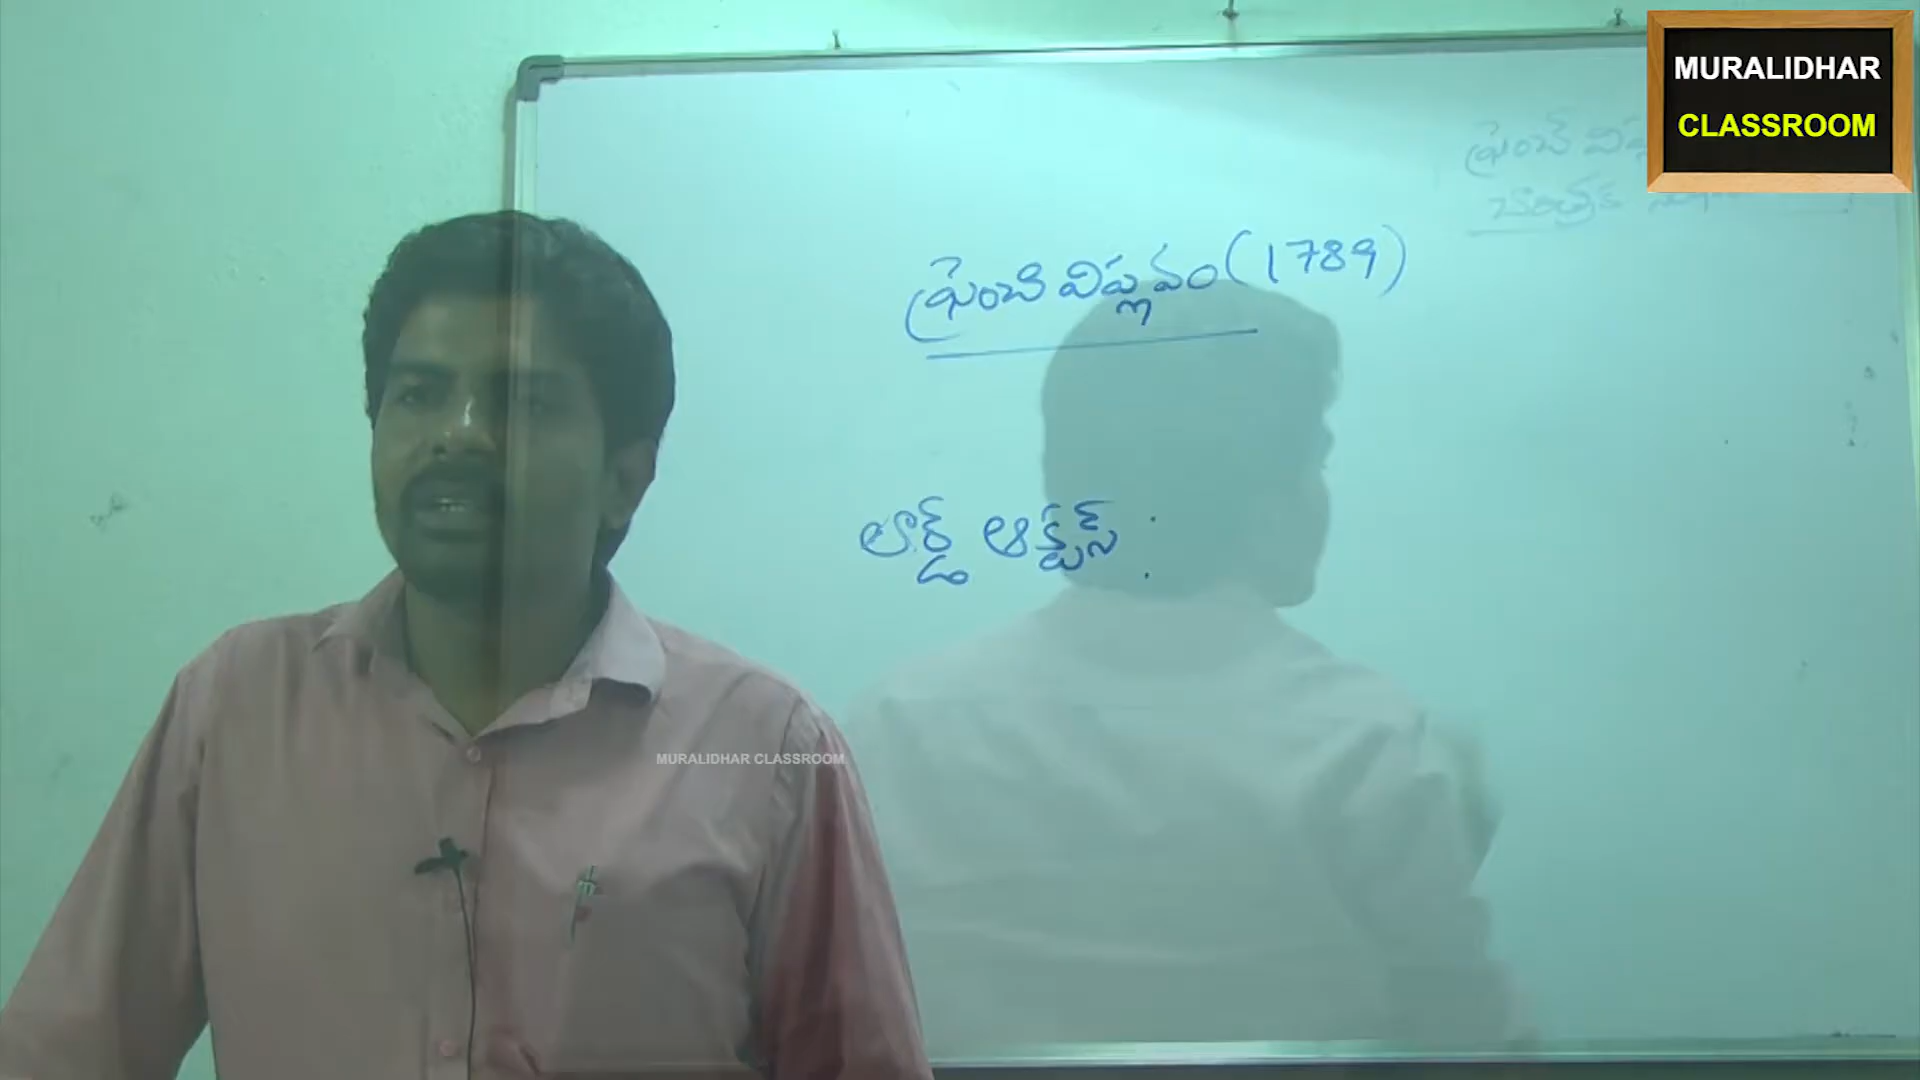 MURALIDHAR
CLASSROOM
ఫ్రెంచి విప్లవం (1789)
లార్డ్ ఆక్టన్ :
MURALIDHAR CLASSROOM